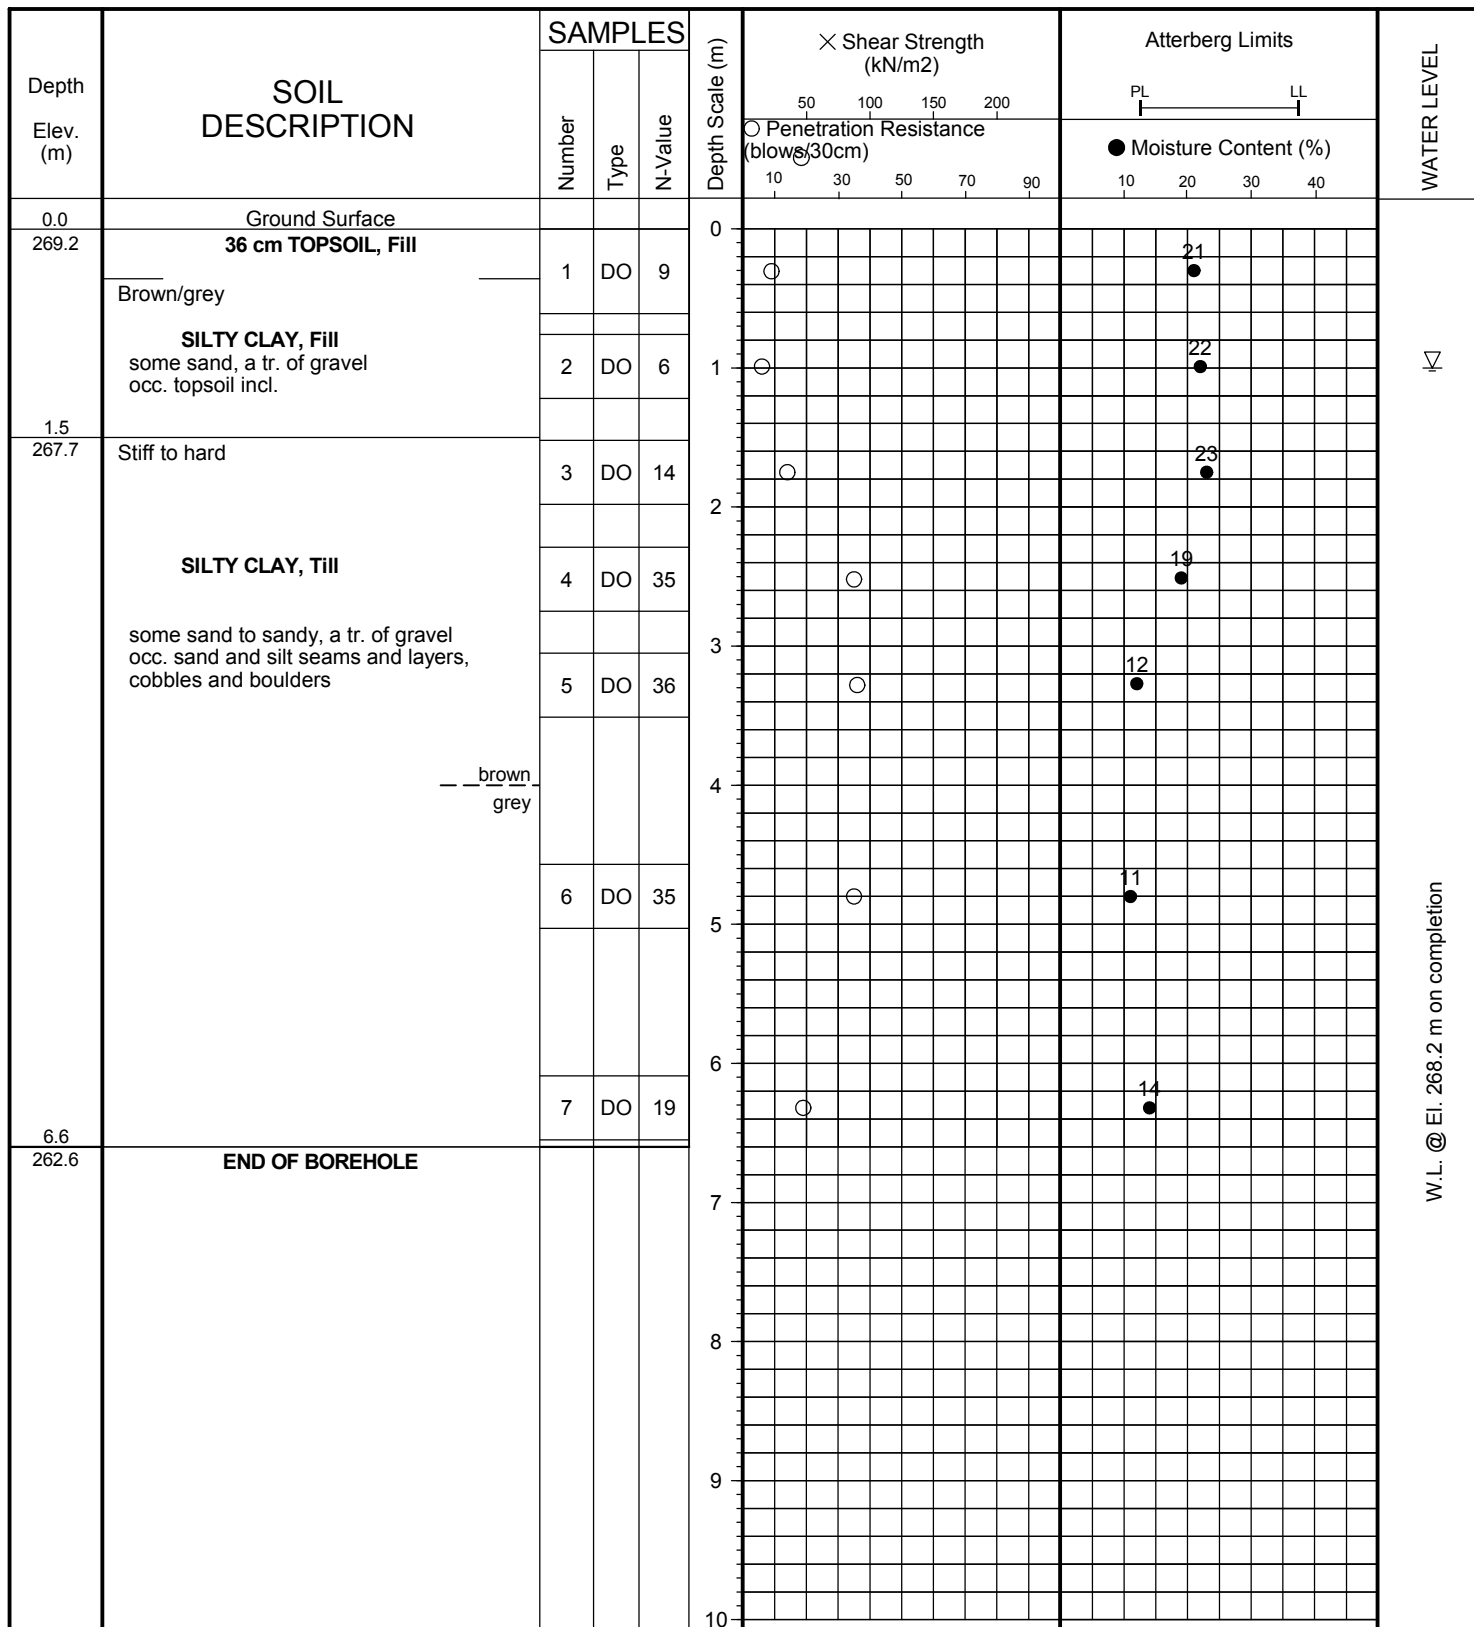 SAMPLES
Depth
Elev.
(m)
SOIL
DESCRIPTION
Number
Type
N-Value
Depth Scale (m)
× Shear Strength
(kN/m2)
50 100 150 200
Penetration Resistance
(blows/30cm)
10 30 50 70 90
Atterberg Limits
PL LL
Moisture Content (%)
10 20 30 40
WATER LEVEL
0.0 Ground Surface
0
269.2 36 cm TOPSOIL, Fill
1 DO 9
21
Brown/grey
SILTY CLAY, Fill
some sand, a tr. of gravel
occ. topsoil incl.
2 DO 6
1
22
1.5
267.7 Stiff to hard
3 DO 14
23
2
SILTY CLAY, Till
4 DO 35
19
some sand to sandy, a tr. of gravel
occ. sand and silt seams and layers,
cobbles and boulders
3
5 DO 36
12
brown
4
grey
6 DO 35
11
5
6
7 DO 19
14
6.6
262.6 END OF BOREHOLE
7
8
9
10
W.L. @ El. 268.2 m on completion